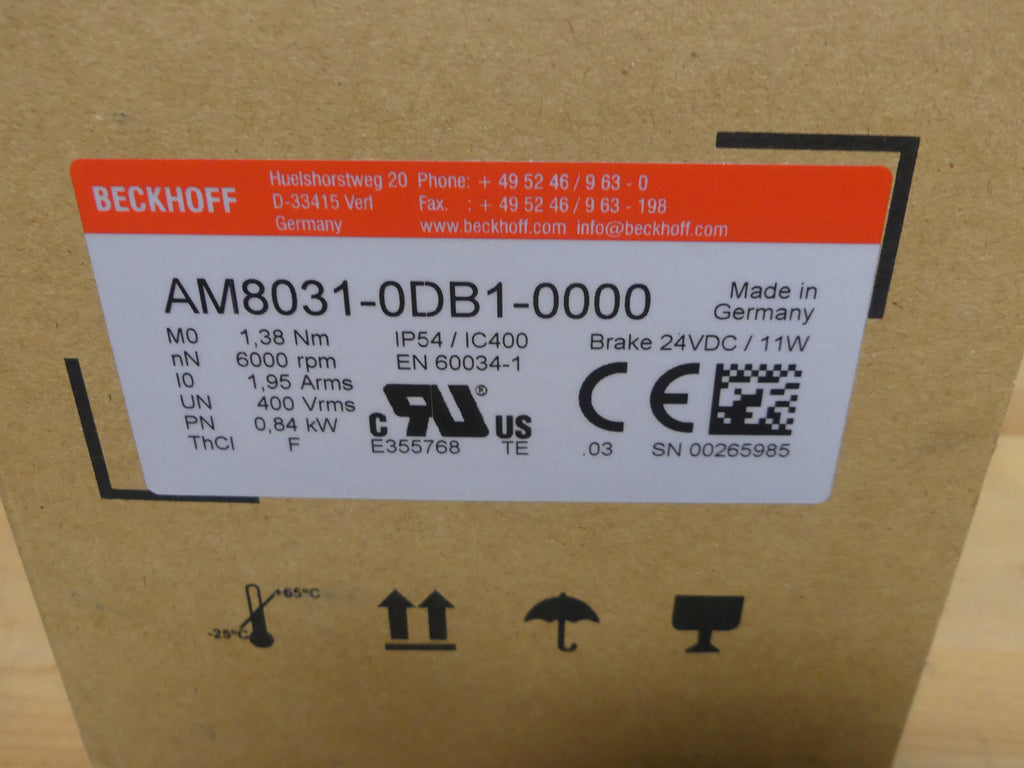 BECKHOFF
Huelshorstweg 20 Phone: + 49 52 46 / 9 63 - 0
D-33415 Verl Fax. : + 49 52 46 / 9 63 - 198
Germany www.beckhoff.com info@beckhoff.com
AM8031-0DB1-0000
Made in
Germany
M0 1,38 Nm IP54 / IC400 Brake 24VDC / 11W
nN 6000 rpm EN 60034-1
I0 1,95 Arms
UN 400 Vrms
PN 0,84 kW
ThCl F
C RU ® US
CE
E355768 TE .03 SN 00265985
+65°C
-25°C